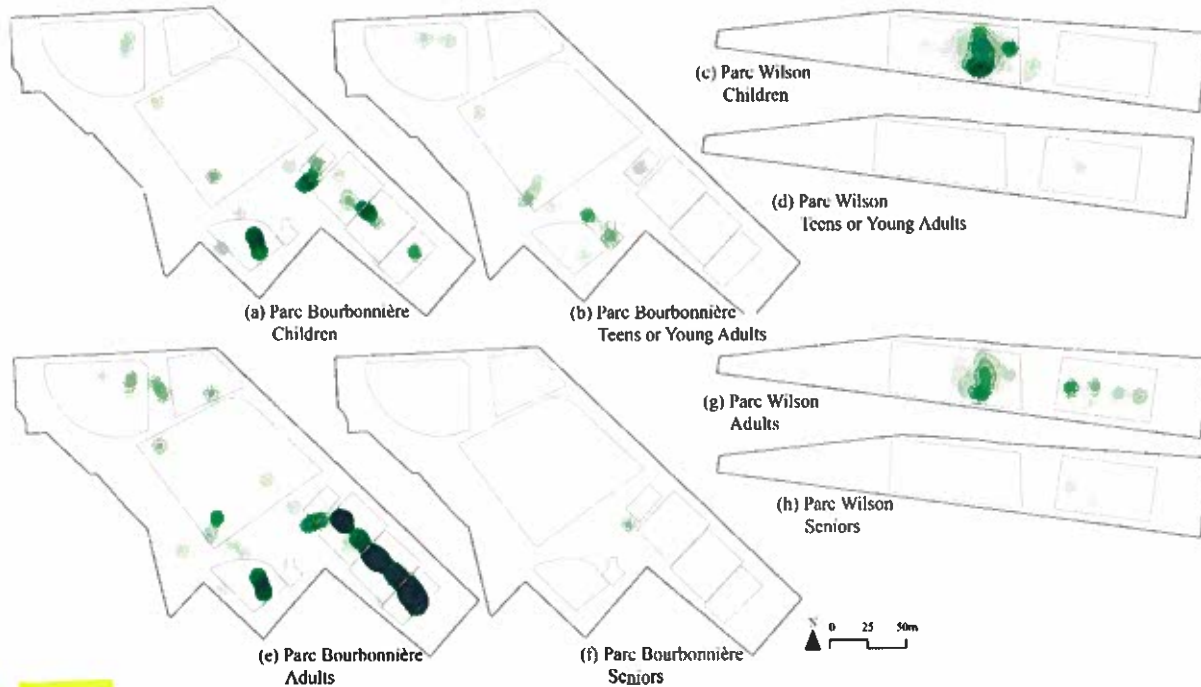 (a) Parc Bourbonnière
Children
(b) Parc Bourbonnière
Teens or Young Adults
(c) Parc Wilson
Children
(d) Parc Wilson
Teens or Young Adults
(e) Parc Bourbonnière
Adults
(f) Parc Bourbonnière
Seniors
(g) Parc Wilson
Adults
(h) Parc Wilson
Seniors
N
0 25 50m